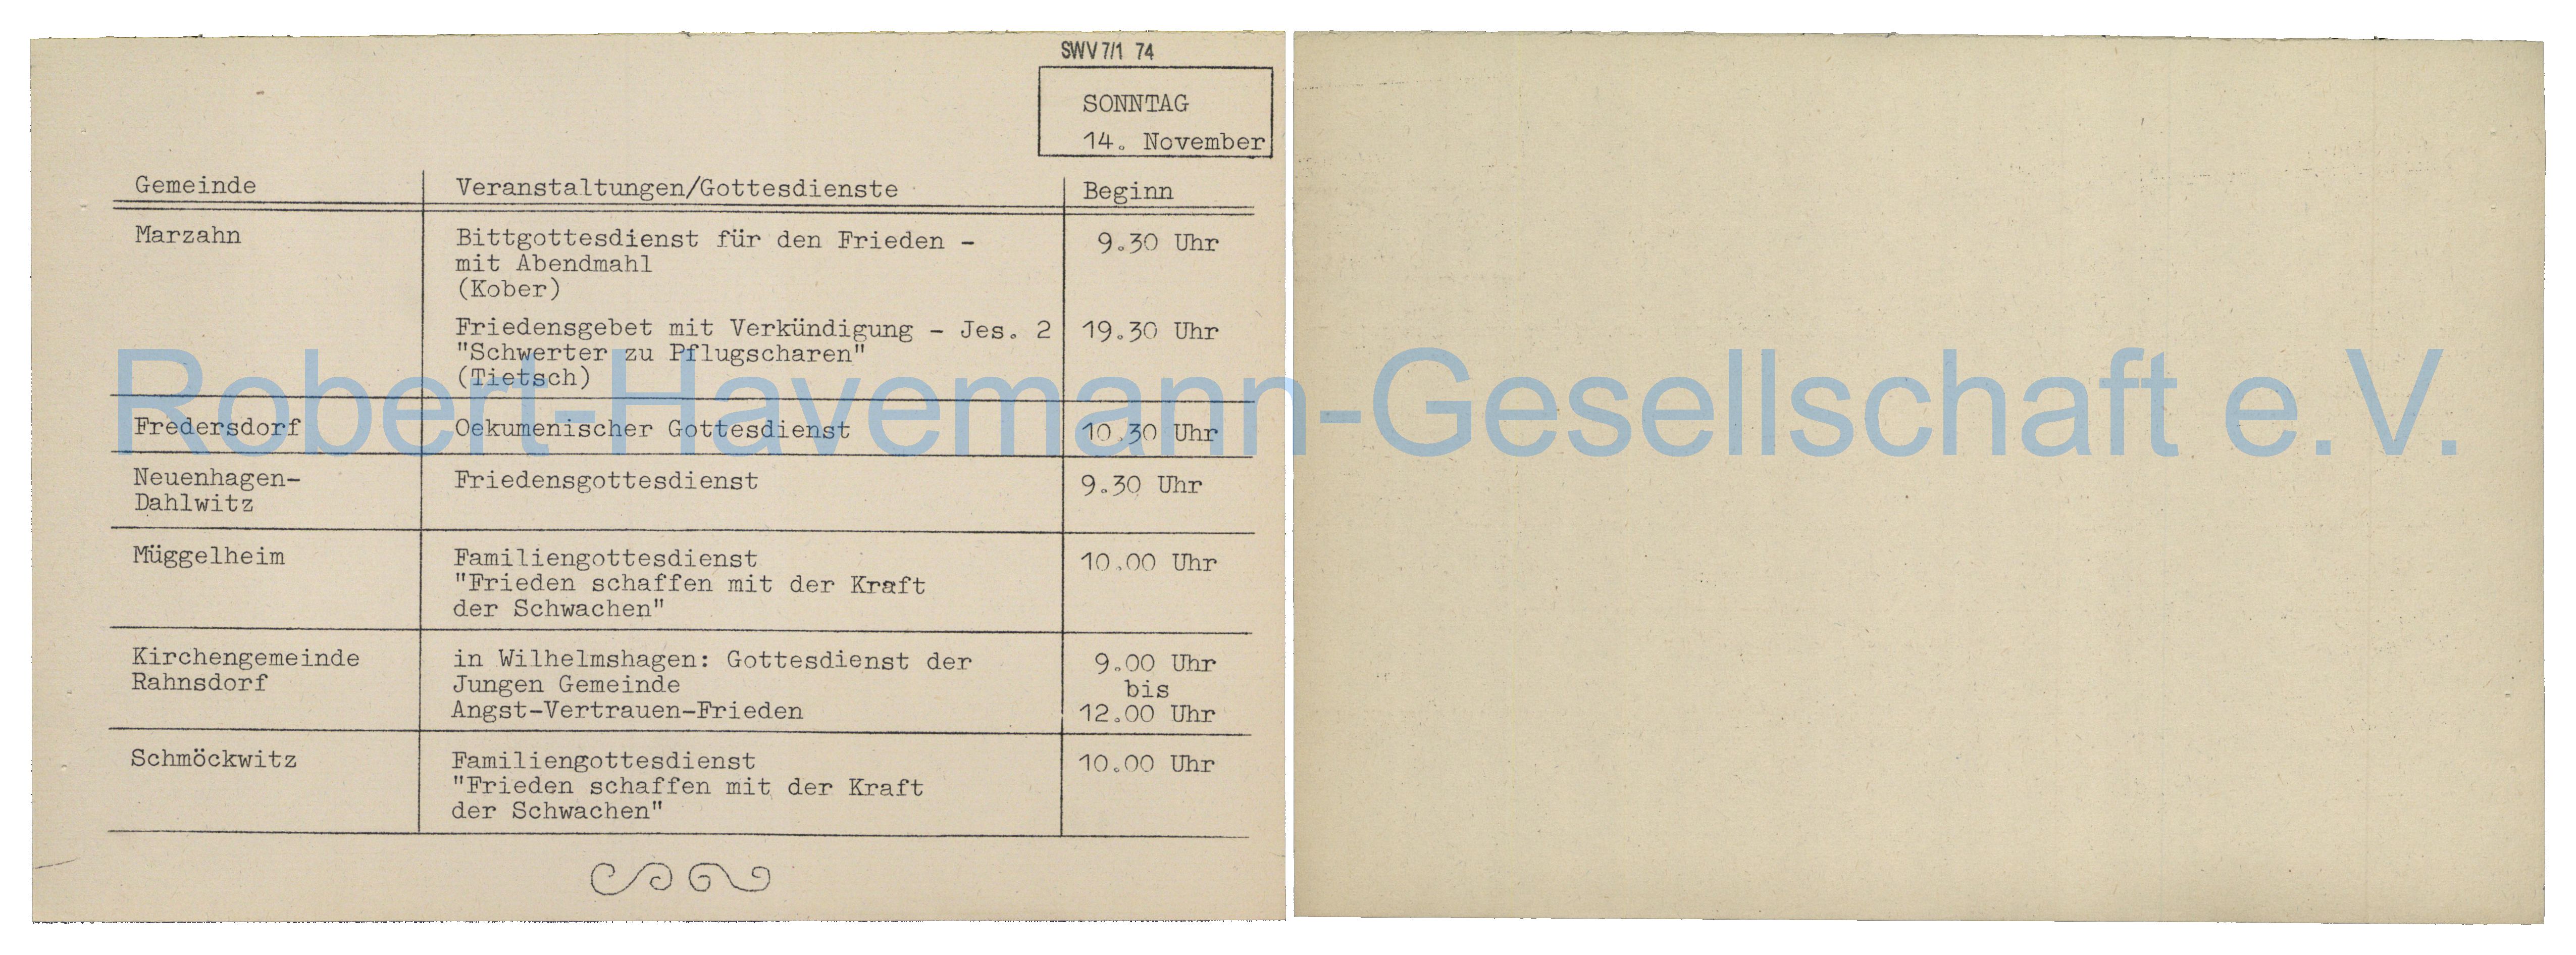 SWV 7/1 74
SONNTAG
14. November
Gemeinde Veranstaltungen/Gottesdienste Beginn
Marzahn Bittgottesdienst für den Frieden - 9.30 Uhr
mit Abendmahl
(Kober)
Friedensgebet mit Verkündigung - Jes. 2 19.30 Uhr
"Schwerter zu Pflugscharen"
(Tietsch)
Robert-Havemann-Gesellschaft e.V.
Fredersdorf Oekumenischer Gottesdienst 10.30 Uhr
Neuenhagen- Friedensgottesdienst 9.30 Uhr
Dahlwitz
Müggelheim Familiengottesdienst 10.00 Uhr
"Frieden schaffen mit der Kraft
der Schwachen"
Kirchengemeinde in Wilhelmshagen: Gottesdienst der 9.00 Uhr
Rahnsdorf Jungen Gemeinde bis
Angst-Vertrauen-Frieden 12.00 Uhr
Schmöckwitz Familiengottesdienst 10.00 Uhr
"Frieden schaffen mit der Kraft
der Schwachen"